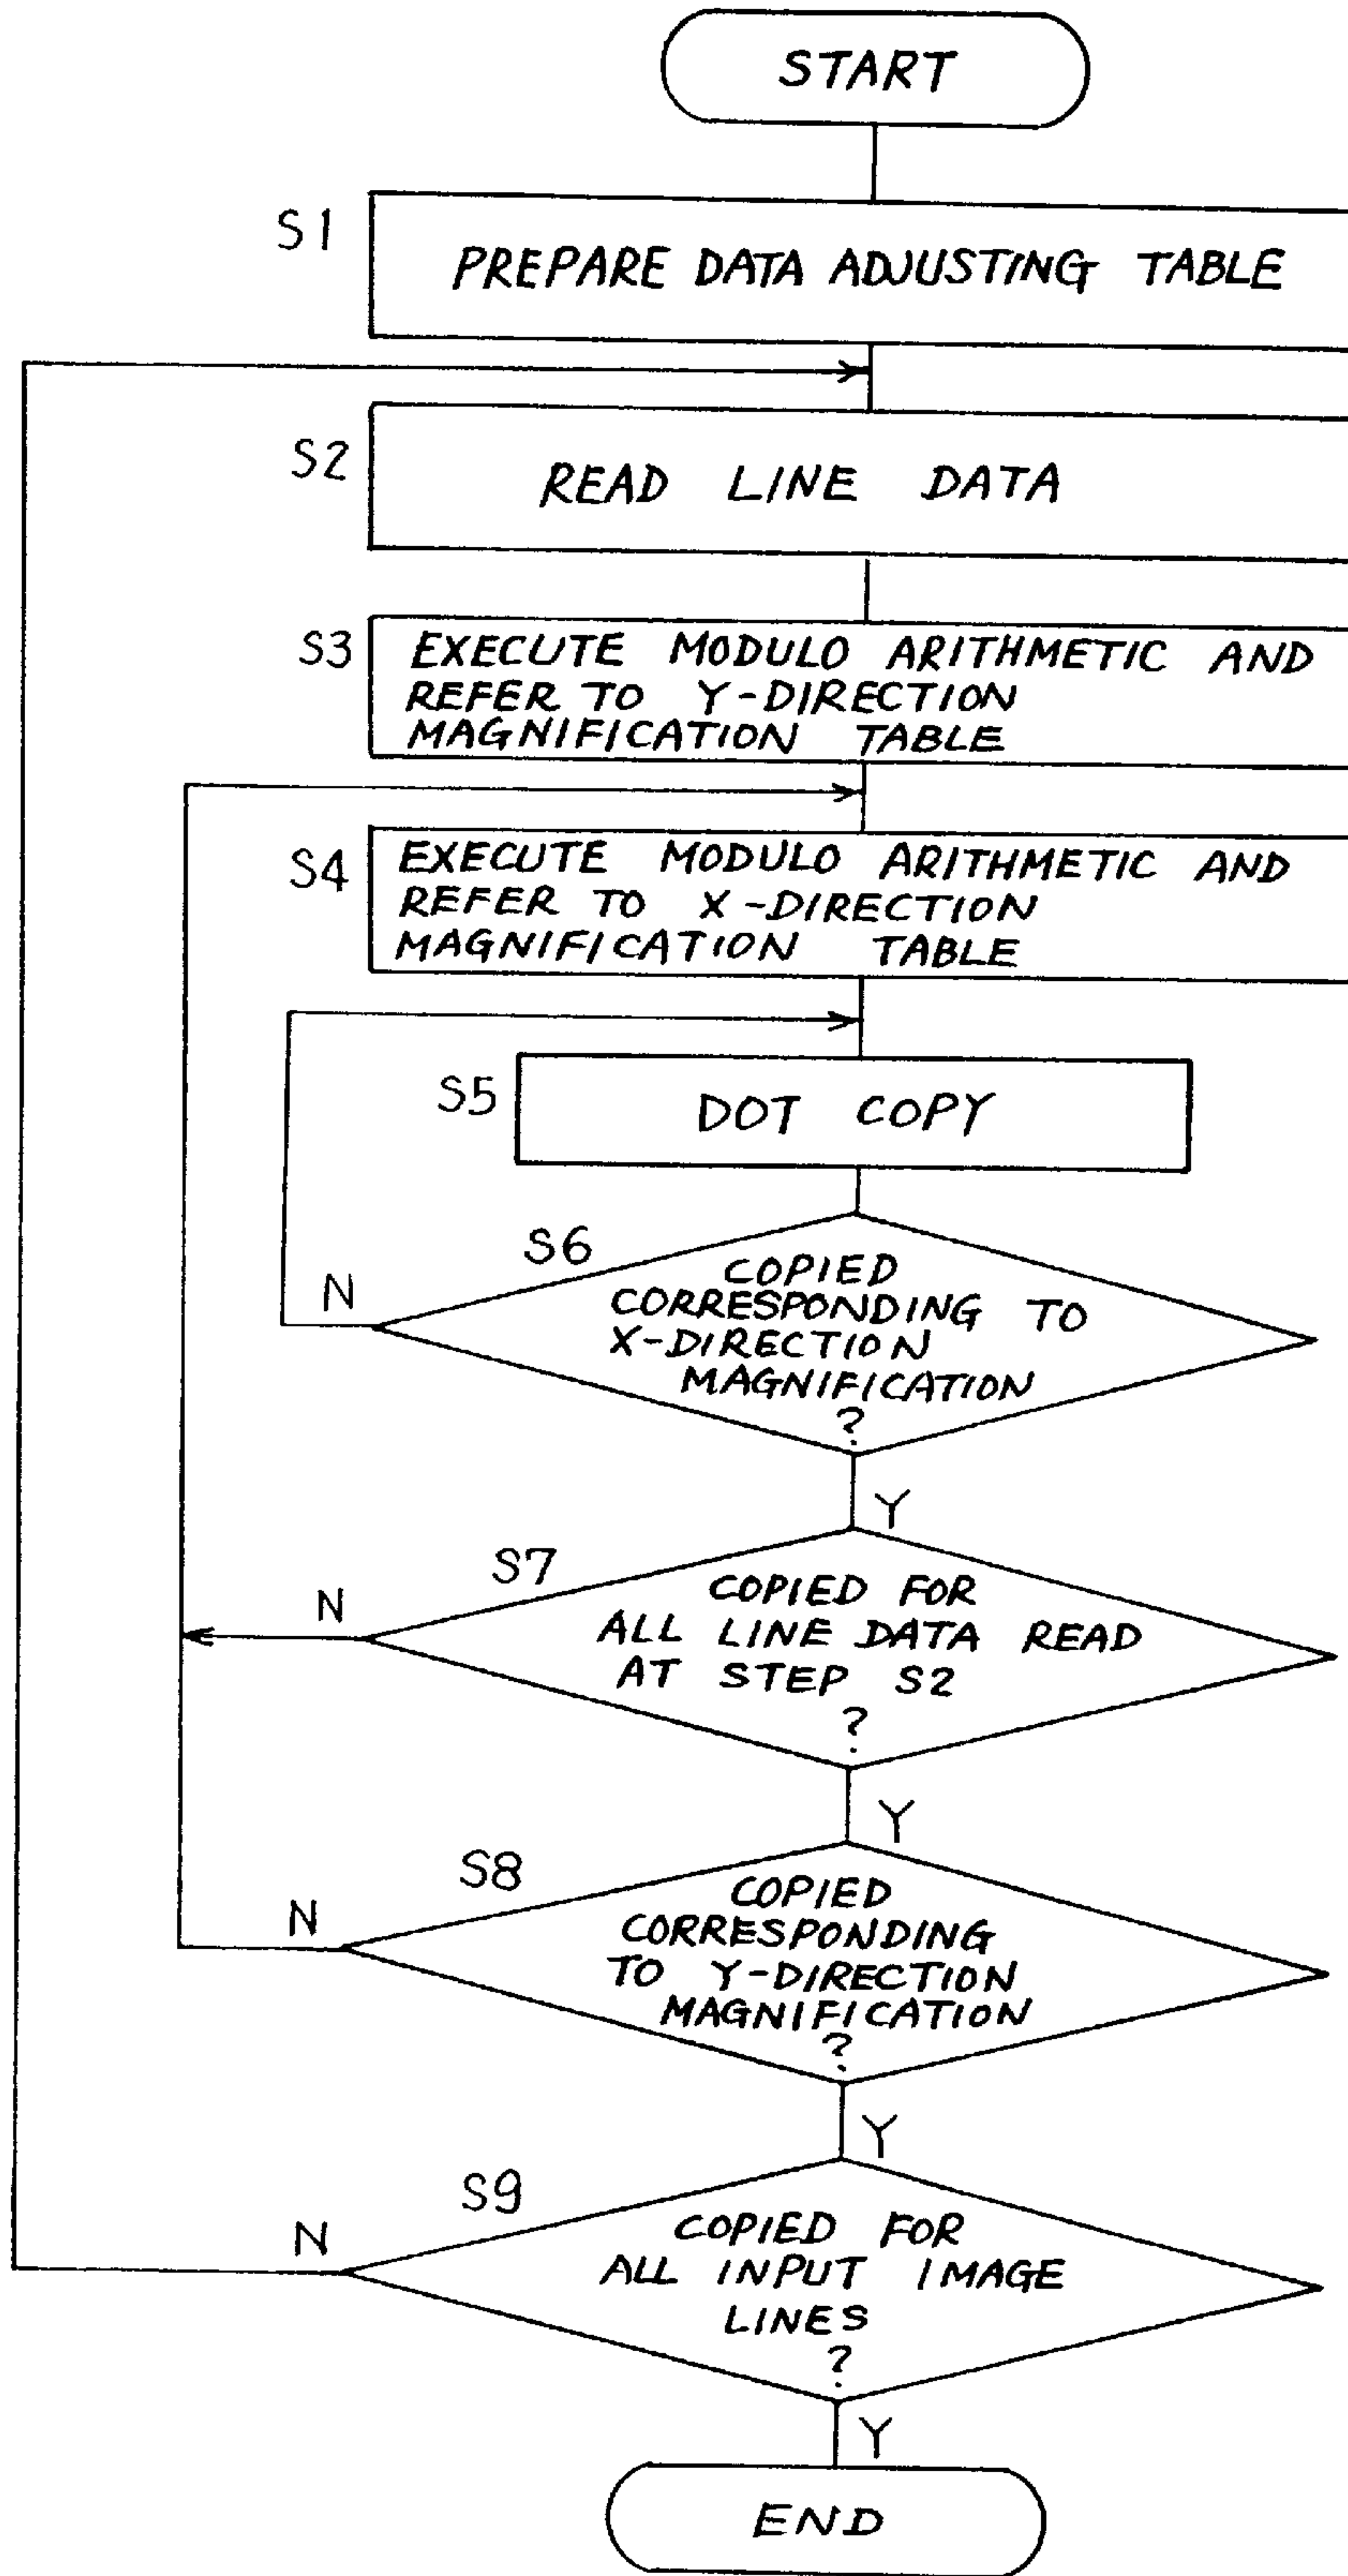 START
S1
PREPARE DATA ADJUSTING TABLE
S2
READ LINE DATA
S3
EXECUTE MODULO ARITHMETIC AND
REFER TO Y-DIRECTION
MAGNIFICATION TABLE
S4
EXECUTE MODULO ARITHMETIC AND
REFER TO X-DIRECTION
MAGNIFICATION TABLE
S5
DOT COPY
S6
N
COPIED
CORRESPONDING TO
X-DIRECTION
MAGNIFICATION
?
Y
S7
N
COPIED FOR
ALL LINE DATA READ
AT STEP S2
?
Y
S8
N
COPIED
CORRESPONDING
TO Y-DIRECTION
MAGNIFICATION
?
Y
S9
N
COPIED FOR
ALL INPUT IMAGE
LINES
?
Y
END